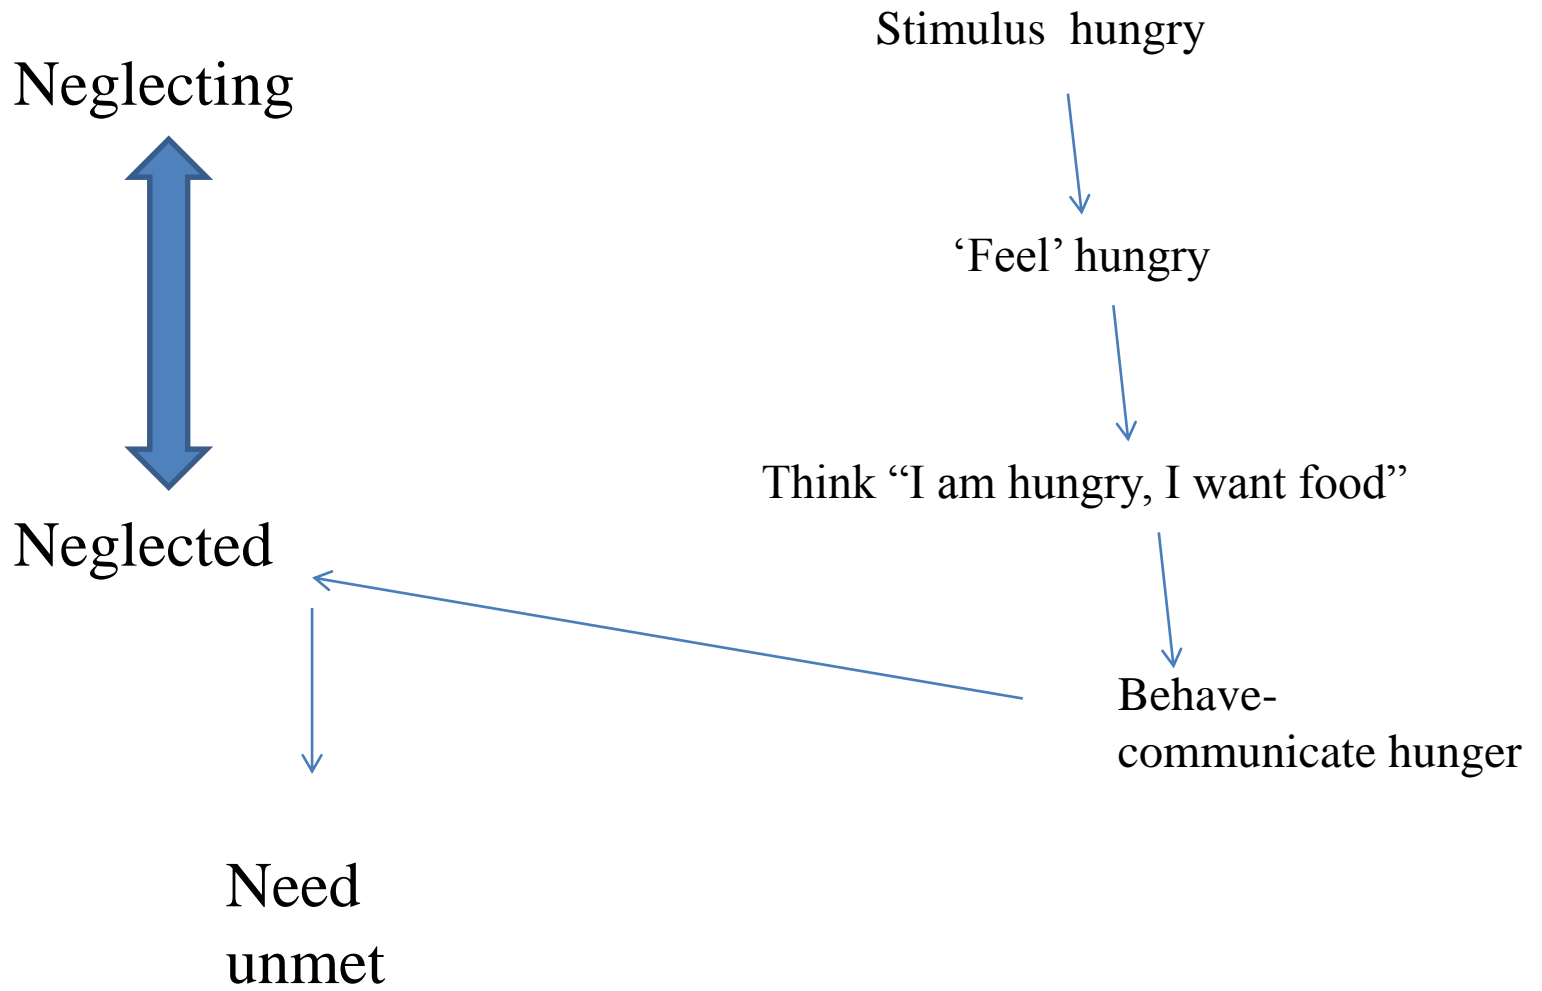 Stimulus  hungry
Neglecting
‘Feel’ hungry
Think “I am hungry, I want food”
Neglected
Behave-
communicate hunger
Need
unmet